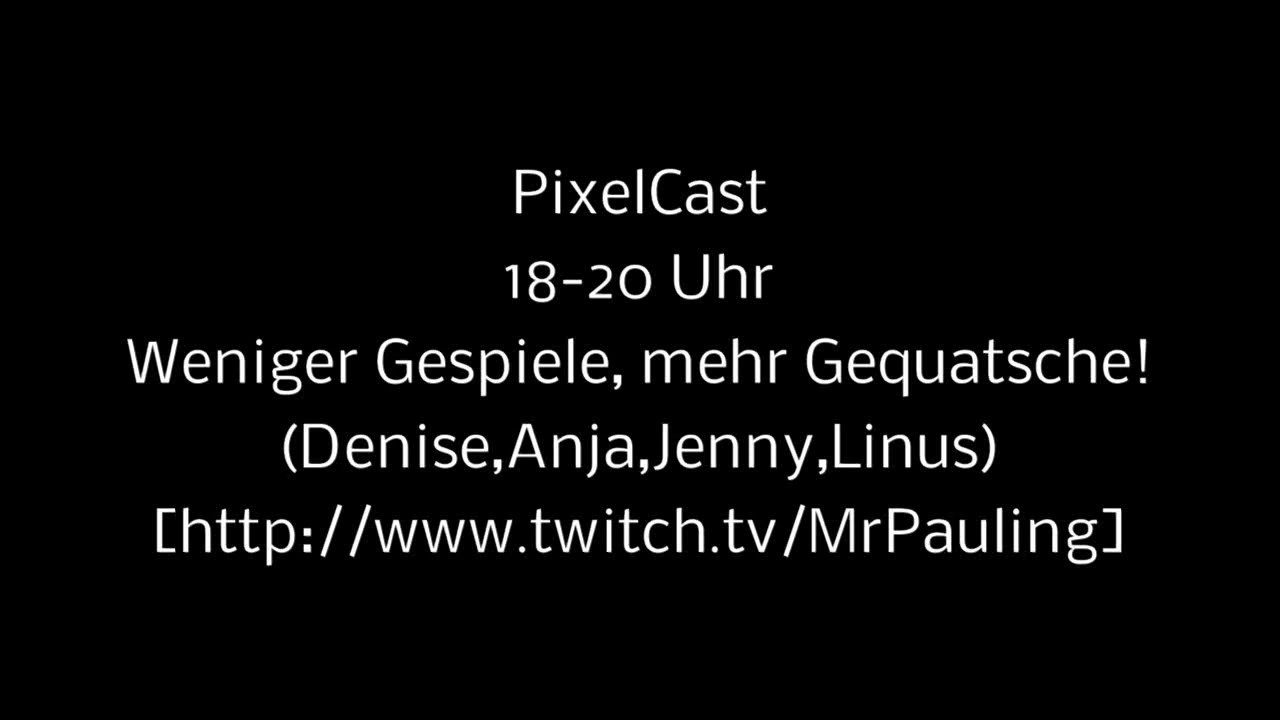 PixelCast
18-20 Uhr
Weniger Gespiele, mehr Gequatsche!
(Denise,Anja,Jenny,Linus)
[http://www.twitch.tv/MrPauling]